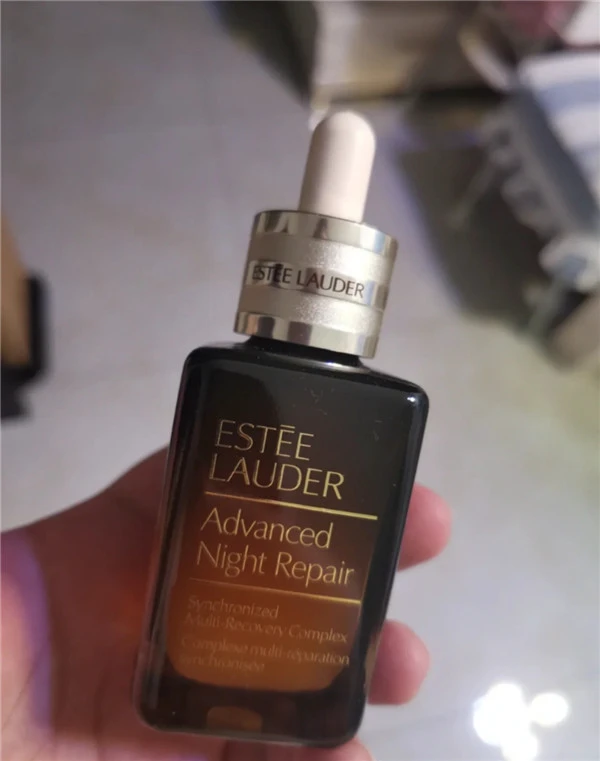 ESTĒE LAUDER
ESTĒE
LAUDER
Advanced
Night Repair
Synchronized
Multi-Recovery Complex
Complexe multi-réparation
synchronisée